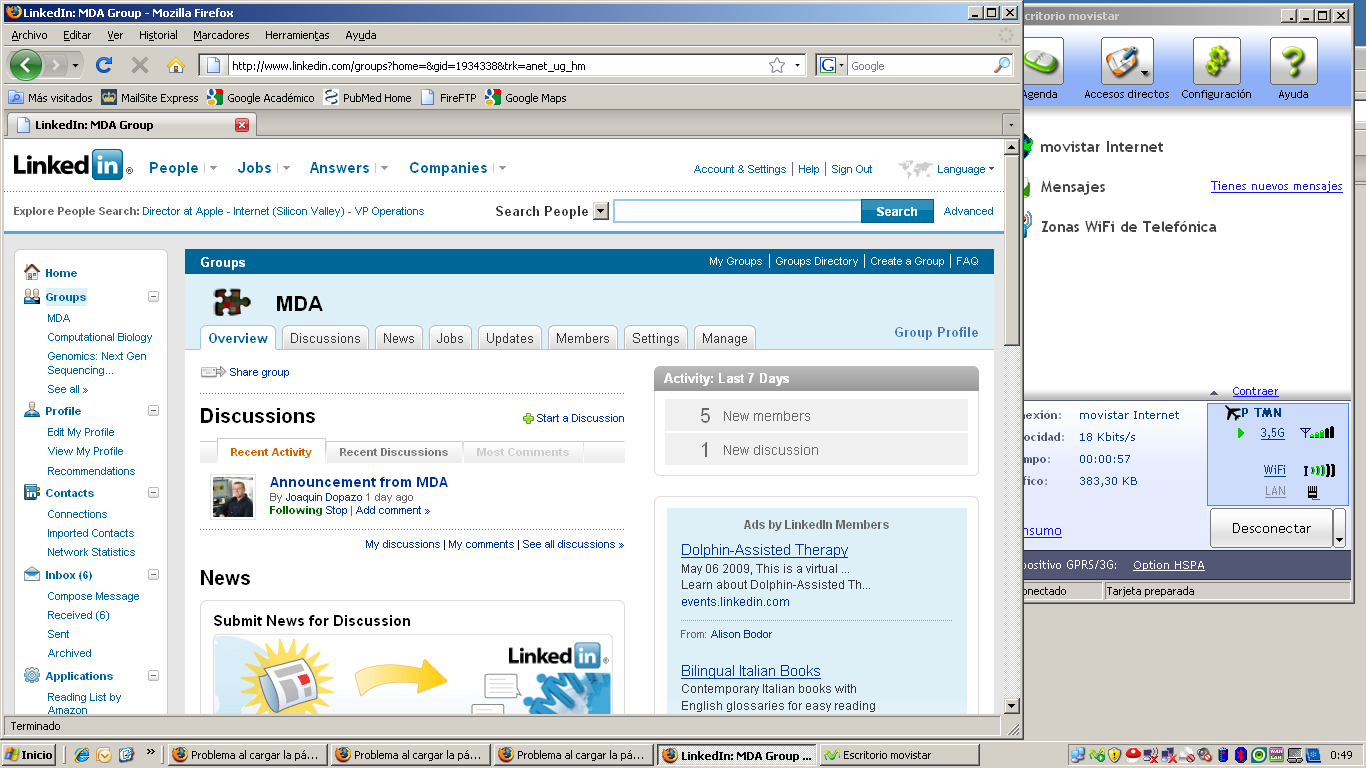 LinkedIn: MDA Group - Mozilla Firefox
Archivo Editar Ver Historial Marcadores Herramientas Ayuda
http://www.linkedin.com/groups?home=&gid=1934338&trk=anet_ug_hm
G Google
Más visitados MailSite Express Google Académico PubMed Home FireFTP Google Maps
LinkedIn: MDA Group
Linked in ® People Jobs Answers Companies
Account & Settings Help Sign Out Language
Explore People Search: Director at Apple - Internet (Silicon Valley) - VP Operations
Search People Search Advanced
Home
Groups
MDA
Computational Biology
Genomics: Next Gen
Sequencing...
See all »
Profile
Edit My Profile
View My Profile
Recommendations
Contacts
Connections
Imported Contacts
Network Statistics
Inbox (6)
Compose Message
Received (6)
Sent
Archived
Applications
Reading List by
Amazon
Groups
My Groups Groups Directory Create a Group FAQ
MDA
Overview Discussions News Jobs Updates Members Settings Manage
Group Profile
Share group
Discussions
Start a Discussion
Recent Activity Recent Discussions Most Comments
Announcement from MDA
By Joaquin Dopazo 1 day ago
Following Stop | Add comment »
My discussions | My comments | See all discussions »
News
Submit News for Discussion
Linked in ®
Activity: Last 7 Days
5 New members
1 New discussion
Ads by LinkedIn Members
Dolphin-Assisted Therapy
May 06 2009, This is a virtual ...
Learn about Dolphin-Assisted Th...
events.linkedin.com
From: Alison Bodor
Bilingual Italian Books
Contemporary Italian books with
English glossaries for easy reading
Terminado
scritorio movistar
genda Accesos directos Configuración Ayuda
movistar Internet
Mensajes Tienes nuevos mensajes
Zonas WiFi de Telefónica
Contraer
nexión: movistar Internet
ocidad: 18 Kbits/s
mpo: 00:00:57
fico: 383,30 KB
P TMN
3,5G
WiFi
LAN
nsumo
Desconectar
positivo GPRS/3G: Option HSPA
nectado Tarjeta preparada
Inicio » Problema al cargar la pá... Problema al cargar la pá... Problema al cargar la pá... LinkedIn: MDA Group ... Escritorio movistar 0:49